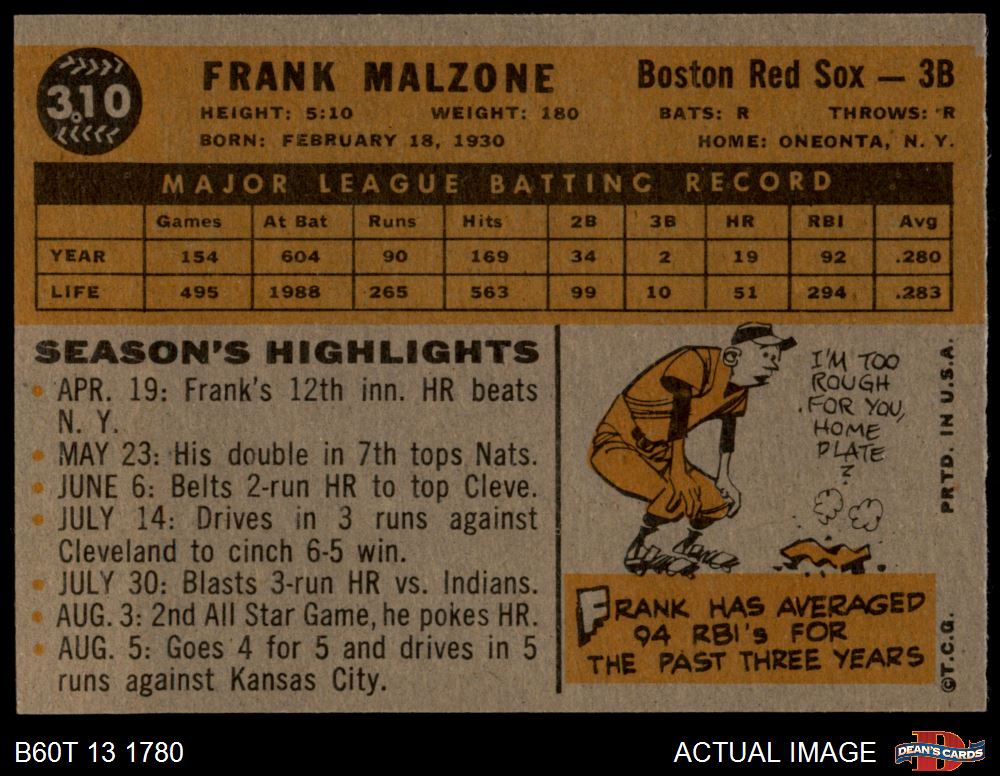 310
FRANK MALZONE Boston Red Sox — 3B
HEIGHT: 5:10 WEIGHT: 180 BATS: R THROWS: R
BORN: FEBRUARY 18, 1930 HOME: ONEONTA, N. Y.
MAJOR LEAGUE BATTING RECORD
Games At Bat Runs Hits 2B 3B HR RBI Avg
YEAR 154 604 90 169 34 2 19 92 .280
LIFE 495 1988 265 563 99 10 51 294 .283
SEASON'S HIGHLIGHTS
• APR. 19: Frank's 12th inn. HR beats
N. Y.
• MAY 23: His double in 7th tops Nats.
• JUNE 6: Belts 2-run HR to top Cleve.
• JULY 14: Drives in 3 runs against
Cleveland to cinch 6-5 win.
• JULY 30: Blasts 3-run HR vs. Indians.
• AUG. 3: 2nd All Star Game, he pokes HR.
• AUG. 5: Goes 4 for 5 and drives in 5
runs against Kansas City.
I'M TOO
ROUGH
FOR YOU,
HOME
PLATE
?
FRANK HAS AVERAGED
94 RBI's FOR
THE PAST THREE YEARS
PRTD. IN U.S.A.
©T.C.G.
B60T 13 1780 ACTUAL IMAGE DEAN'S CARDS